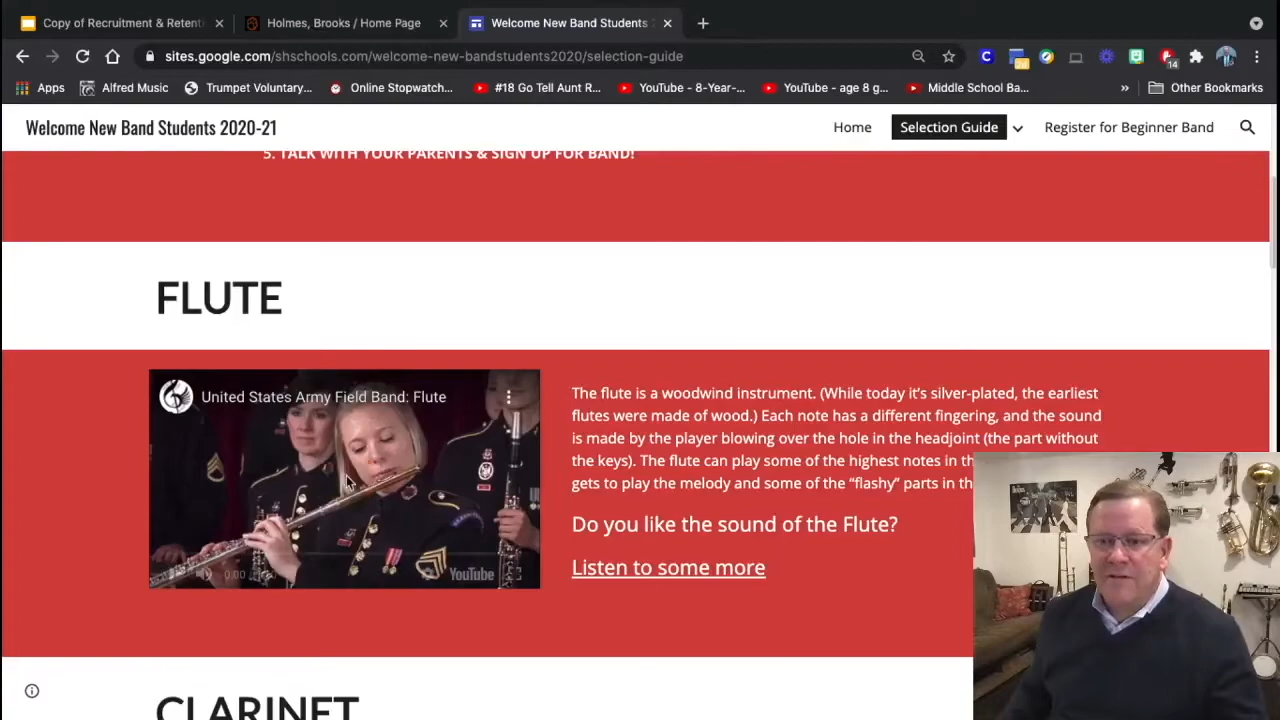 Copy of Recruitment & Retenti
Holmes, Brooks / Home Page
Welcome New Band Students
sites.google.com/shschools.com/welcome-new-bandstudents2020/selection-guide
14
Apps
Alfred Music
Trumpet Voluntary...
Online Stopwatch...
#18 Go Tell Aunt R...
YouTube - 8-Year-...
YouTube - age 8 g...
Middle School Ba...
»
Other Bookmarks
Welcome New Band Students 2020-21
Home
Selection Guide
Register for Beginner Band
5. TALK WITH YOUR PARENTS & SIGN UP FOR BAND!
FLUTE
United States Army Field Band: Flute
0:00
YouTube
The flute is a woodwind instrument. (While today it's silver-plated, the earliest
flutes were made of wood.) Each note has a different fingering, and the sound
is made by the player blowing over the hole in the headjoint (the part without
the keys). The flute can play some of the highest notes in th
gets to play the melody and some of the “flashy” parts in th
Do you like the sound of the Flute?
Listen to some more
CLARINET